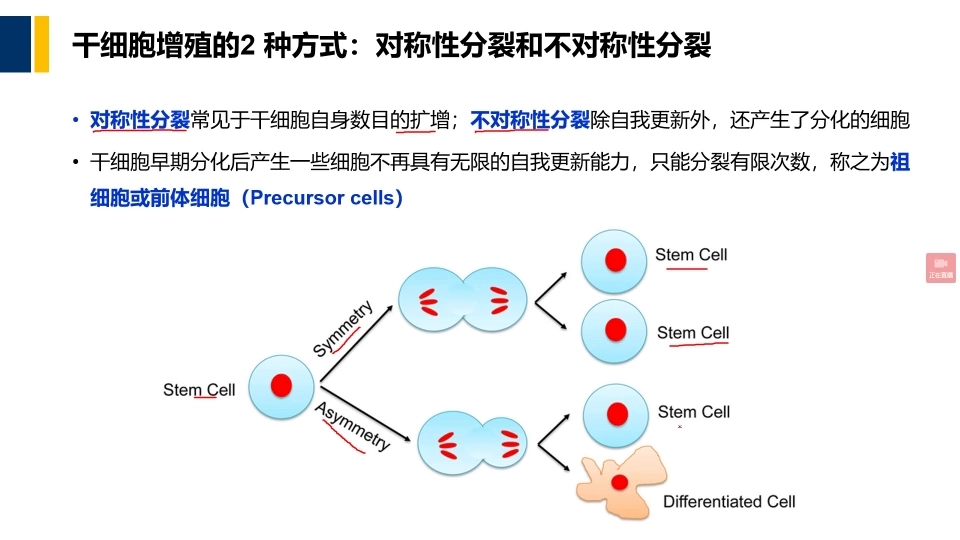 干细胞增殖的2 种方式：对称性分裂和不对称性分裂
• 对称性分裂常见于干细胞自身数目的扩增；不对称性分裂除自我更新外，还产生了分化的细胞
• 干细胞早期分化后产生一些细胞不再具有无限的自我更新能力，只能分裂有限次数，称之为祖
细胞或前体细胞（Precursor cells）
Stem Cell
Symmetry
Asymmetry
Stem Cell
Stem Cell
Stem Cell
Differentiated Cell
正在直播